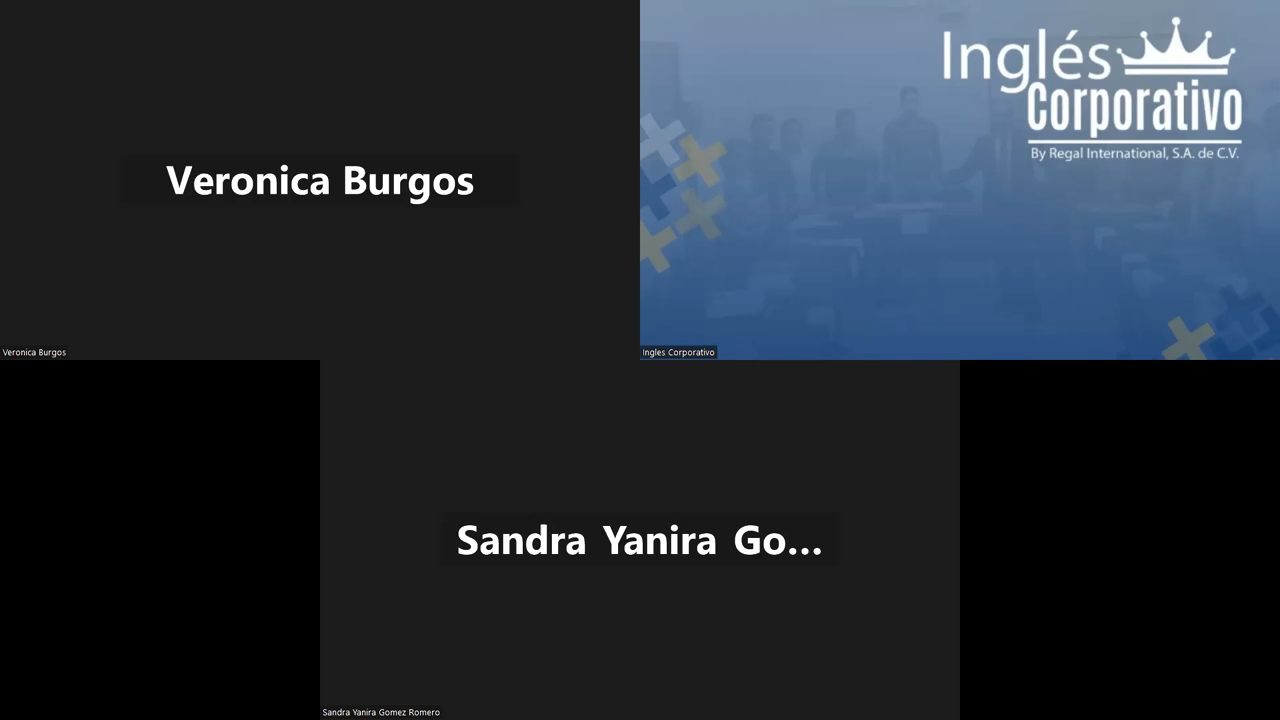 Veronica Burgos
Veronica Burgos
Inglés
Corporativo
By Regal International, S.A. de C.V.
Ingles Corporativo
Sandra Yanira Go...
Sandra Yanira Gomez Romero